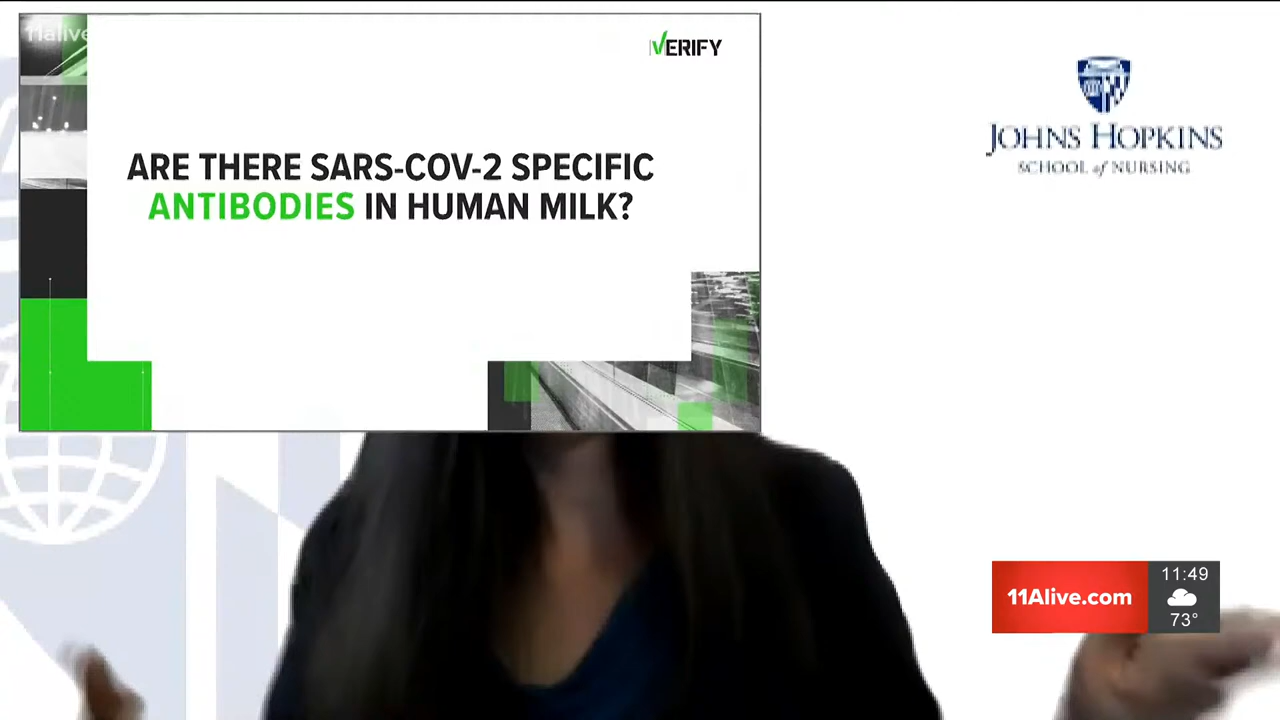 11alive
VERIFY
ARE THERE SARS-COV-2 SPECIFIC
ANTIBODIES IN HUMAN MILK?
JOHNS HOPKINS
SCHOOL of NURSING
11Alive.com
11:49
73°